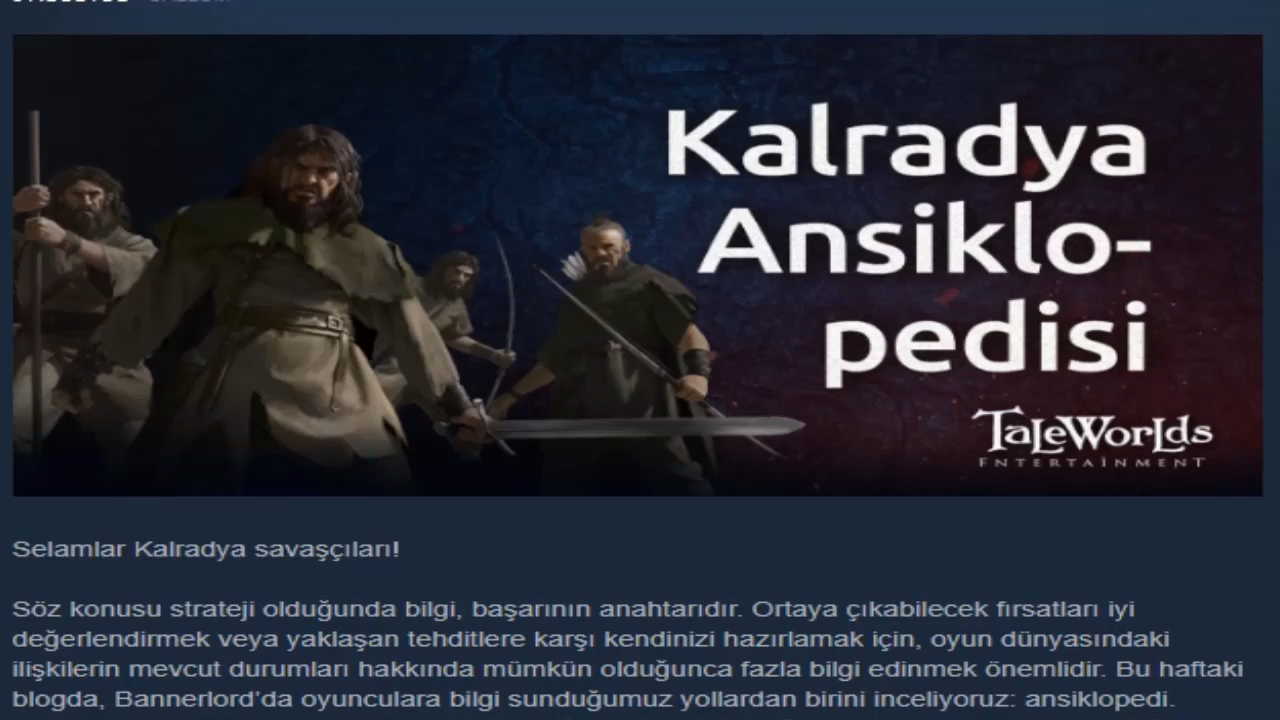 Kalradya
Ansiklo-
pedisi
TaleWorlds
ENTERTAINMENT
Selamlar Kalradya savaşçıları!
Söz konusu strateji olduğunda bilgi, başarının anahtarıdır. Ortaya çıkabilecek fırsatları iyi
değerlendirmek veya yaklaşan tehditlere karşı kendinizi hazırlamak için, oyun dünyasındaki
ilişkilerin mevcut durumları hakkında mümkün olduğunca fazla bilgi edinmek önemlidir. Bu haftaki
blogda, Bannerlord’da oyunculara bilgi sunduğumuz yollardan birini inceliyoruz: ansiklopedi.